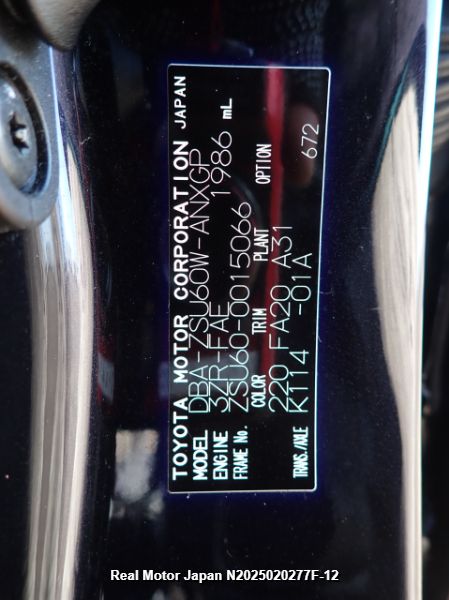 TOYOTA MOTOR CORPORATION JAPAN
MODEL DBA-ZSU60W-ANXGP
ENGINE 3ZR-FAE 1986 mL
FRAME No. ZSU60-0015066
COLOR TRIM PLANT OPTION
220 FA20 A31
TRANS./AXLE K114 -01A 672
Real Motor Japan N2025020277F-12